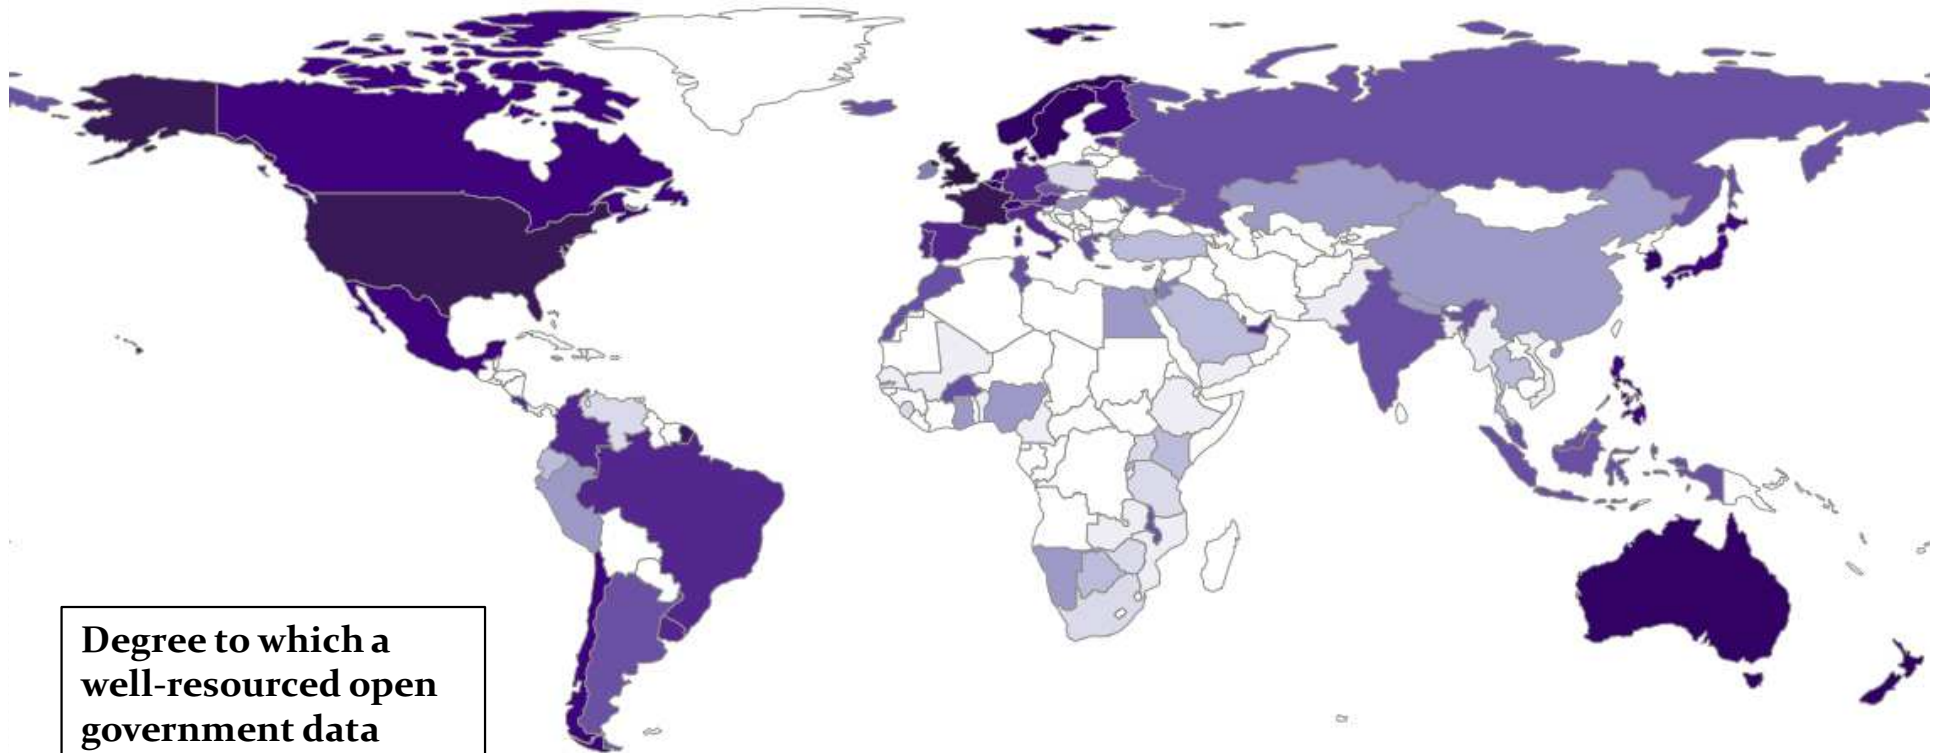 Degree to which a
well-resourced open
government data